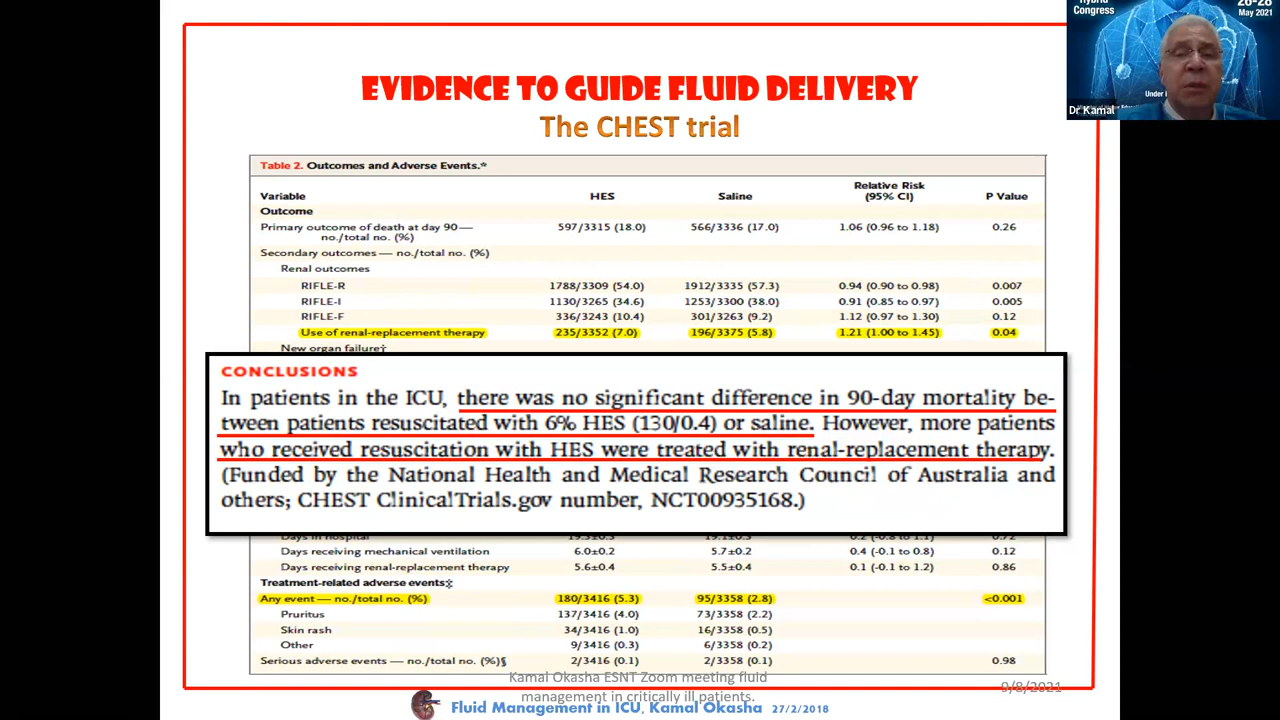 Hybrid
Congress
26-28
May 2021
Dr Kamal
EVIDENCE TO GUIDE FLUID DELIVERY
The CHEST trial
Table 2. Outcomes and Adverse Events.*
Variable HES Saline Relative Risk (95% CI) P Value
Outcome
Primary outcome of death at day 90— 597/3315 (18.0) 566/3336 (17.0) 1.06 (0.96 to 1.18) 0.26
no./total no. (%)
Secondary outcomes — no./total no. (%)
Renal outcomes
RIFLE-R 1788/3309 (54.0) 1912/3335 (57.3) 0.94 (0.90 to 0.98) 0.007
RIFLE-I 1130/3265 (34.6) 1253/3300 (38.0) 0.91 (0.85 to 0.97) 0.005
RIFLE-F 336/3243 (10.4) 301/3263 (9.2) 1.12 (0.97 to 1.30) 0.12
Use of renal-replacement therapy 235/3352 (7.0) 196/3375 (5.8) 1.21 (1.00 to 1.45) 0.04
New organ failure†
CONCLUSIONS
In patients in the ICU, there was no significant difference in 90-day mortality be-
tween patients resuscitated with 6% HES (130/0.4) or saline. However, more patients
who received resuscitation with HES were treated with renal-replacement therapy.
(Funded by the National Health and Medical Research Council of Australia and
others; CHEST ClinicalTrials.gov number, NCT00935168.)
Days in hospital
Days receiving mechanical ventilation 6.0±0.2 5.7±0.2 0.4 (-0.1 to 0.8) 0.12
Days receiving renal-replacement therapy 5.6±0.4 5.5±0.4 0.1 (-0.1 to 1.2) 0.86
Treatment-related adverse events‡
Any event — no./total no. (%) 180/3416 (5.3) 95/3358 (2.8) <0.001
Pruritus 137/3416 (4.0) 73/3358 (2.2)
Skin rash 34/3416 (1.0) 16/3358 (0.5)
Other 9/3416 (0.3) 6/3358 (0.2)
Serious adverse events — no./total no. (%)§ 2/3416 (0.1) 2/3358 (0.1) 0.98
Kamal Okasha ESNT Zoom meeting fluid
management in critically ill patients.
9/8/2021
Fluid Management in ICU, Kamal Okasha 27/2/2018